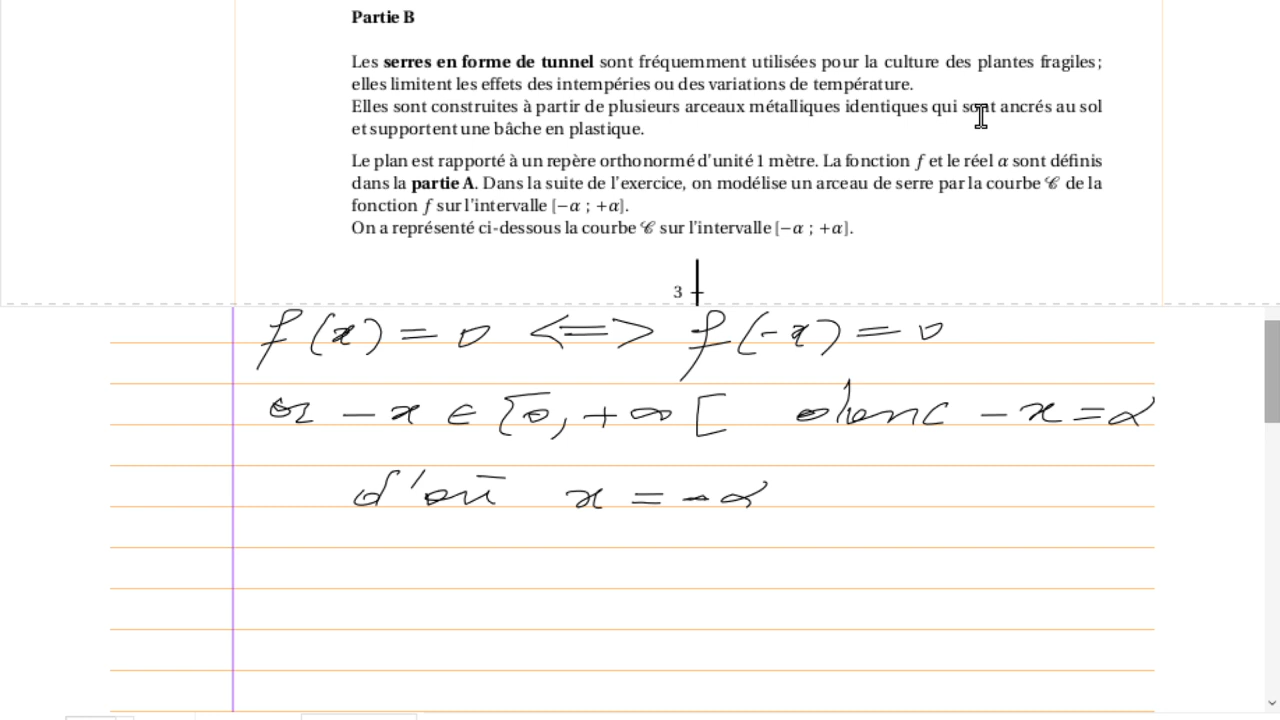 Partie B
Les serres en forme de tunnel sont fréquemment utilisées pour la culture des plantes fragiles;
elles limitent les effets des intempéries ou des variations de température.
Elles sont construites à partir de plusieurs arceaux métalliques identiques qui sont ancrés au sol
et supportent une bâche en plastique.
Le plan est rapporté à un repère orthonormé d'unité 1 mètre. La fonction f et le réel α sont définis
dans la partie A. Dans la suite de l'exercice, on modélise un arceau de serre par la courbe 𝒞 de la
fonction f sur l'intervalle [−α ; +α].
On a représenté ci-dessous la courbe 𝒞 sur l'intervalle [−α ; +α].
3
f(x) = 0 <=> f(-x) = 0
or -x ∈ [0, +∞[ donc -x = α
d'où x = -α